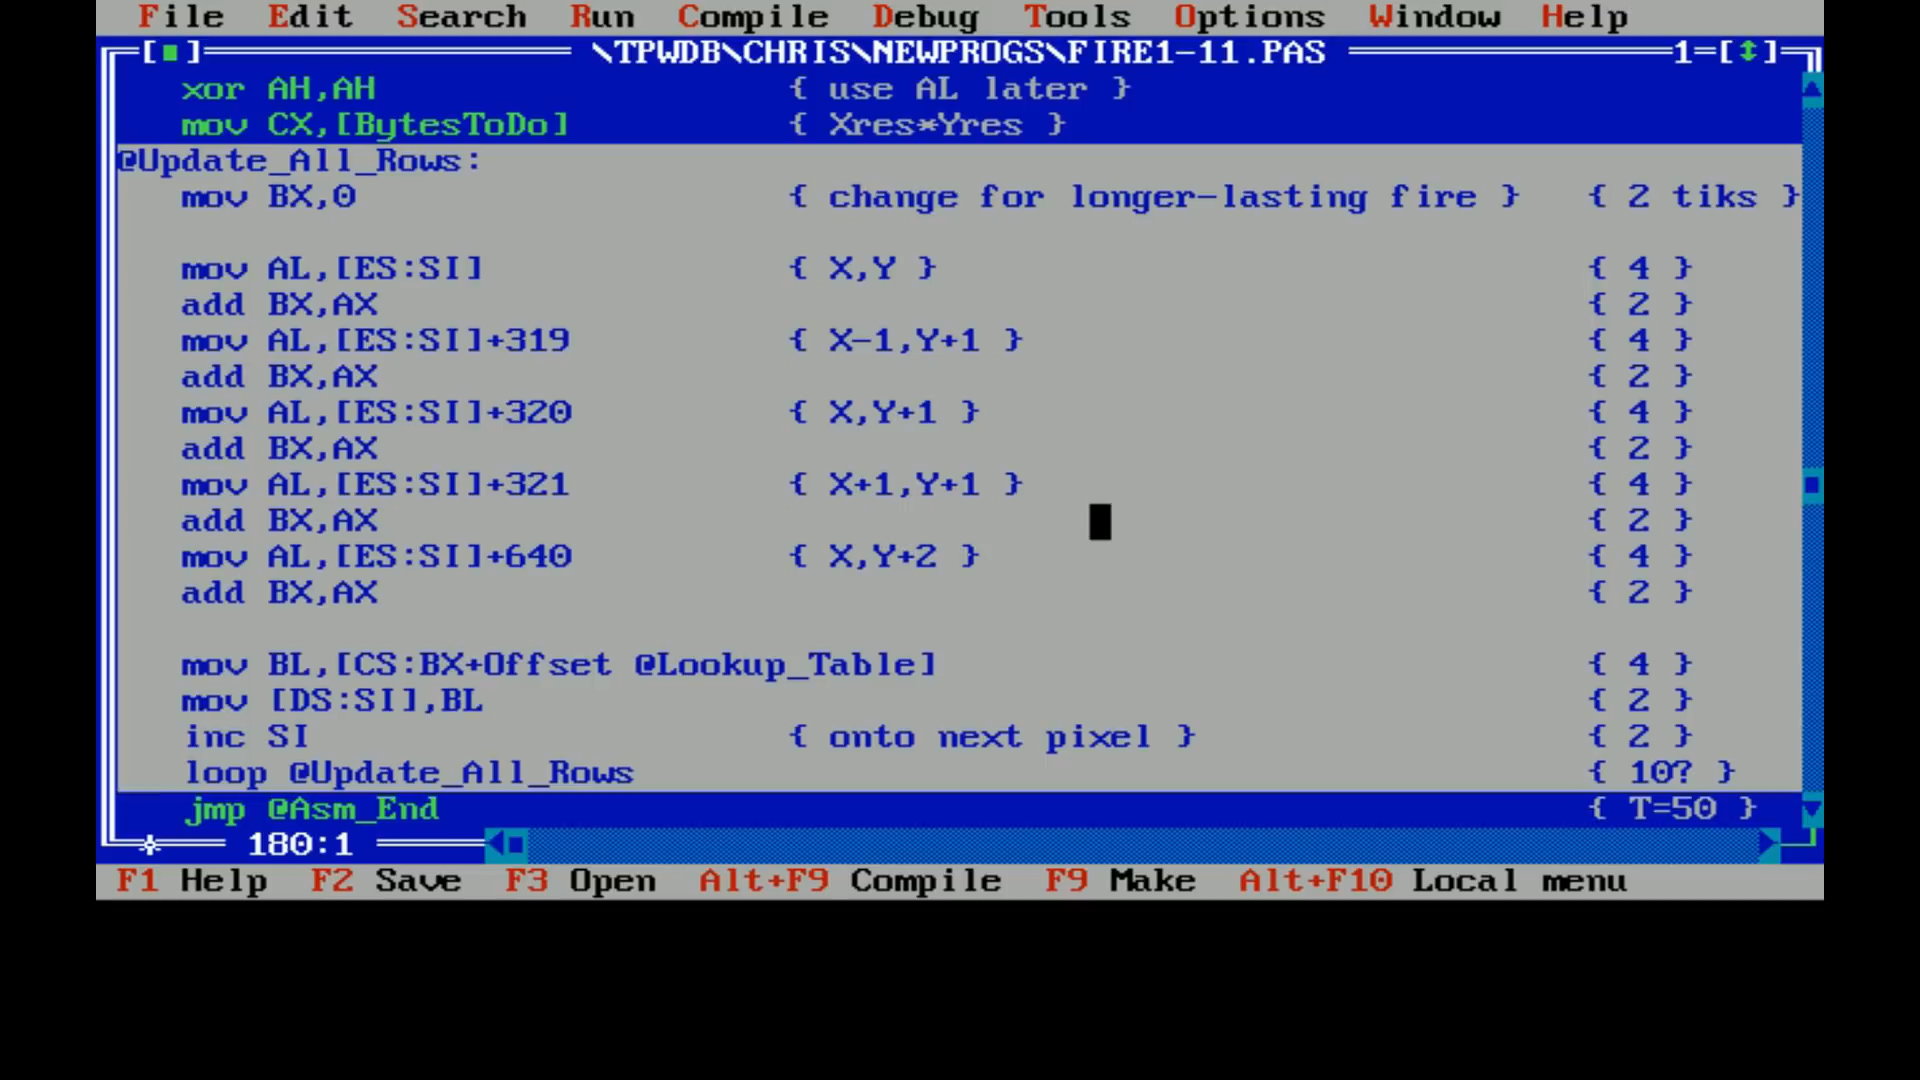 File Edit Search Run Compile Debug Tools Options Window Help
[■] \TPWDB\CHRIS\NEWPROGS\FIRE1-11.PAS 1=[↕]
xor AH,AH { use AL later }
mov CX,[BytesToDo] { Xres*Yres }
@Update_All_Rows:
mov BX,0 { change for longer-lasting fire } { 2 tiks }
mov AL,[ES:SI] { X,Y } { 4 }
add BX,AX { 2 }
mov AL,[ES:SI]+319 { X-1,Y+1 } { 4 }
add BX,AX { 2 }
mov AL,[ES:SI]+320 { X,Y+1 } { 4 }
add BX,AX { 2 }
mov AL,[ES:SI]+321 { X+1,Y+1 } { 4 }
add BX,AX { 2 }
mov AL,[ES:SI]+640 { X,Y+2 } { 4 }
add BX,AX { 2 }
mov BL,[CS:BX+Offset @Lookup_Table] { 4 }
mov [DS:SI],BL { 2 }
inc SI { onto next pixel } { 2 }
loop @Update_All_Rows { 10? }
jmp @Asm_End { T=50 }
180:1
F1 Help F2 Save F3 Open Alt+F9 Compile F9 Make Alt+F10 Local menu